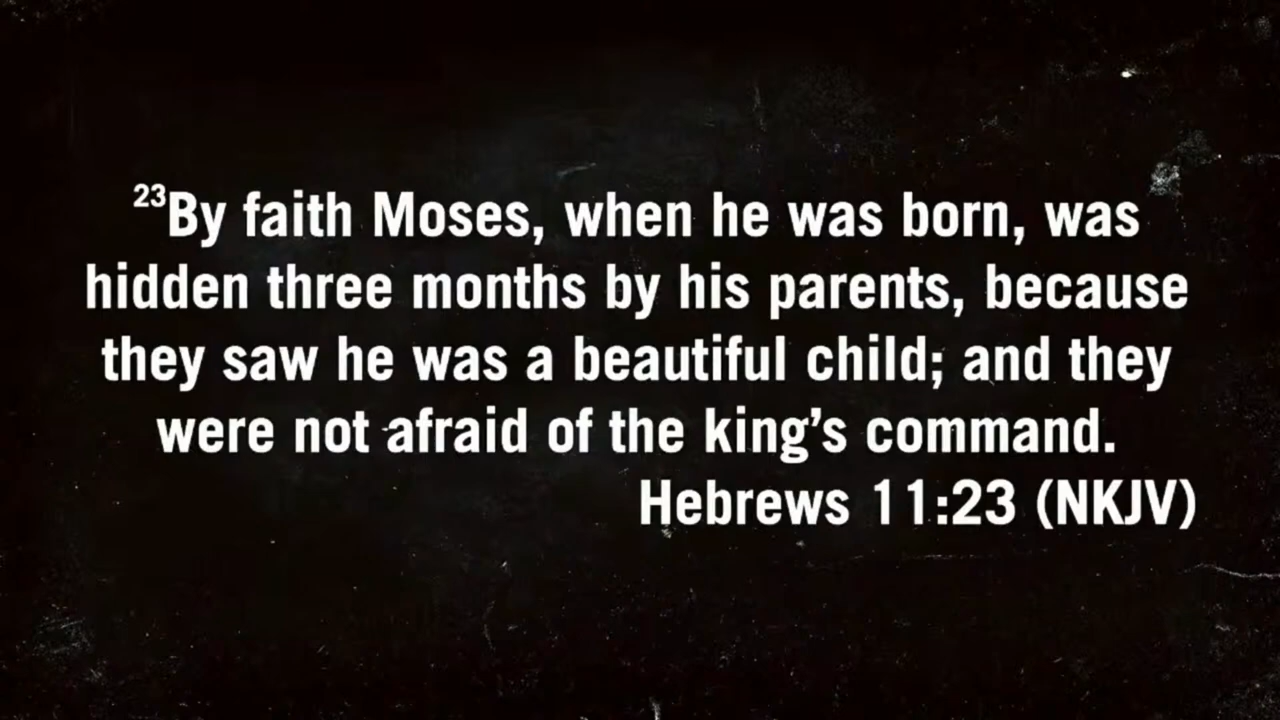 ²³By faith Moses, when he was born, was
hidden three months by his parents, because
they saw he was a beautiful child; and they
were not afraid of the king’s command.
Hebrews 11:23 (NKJV)